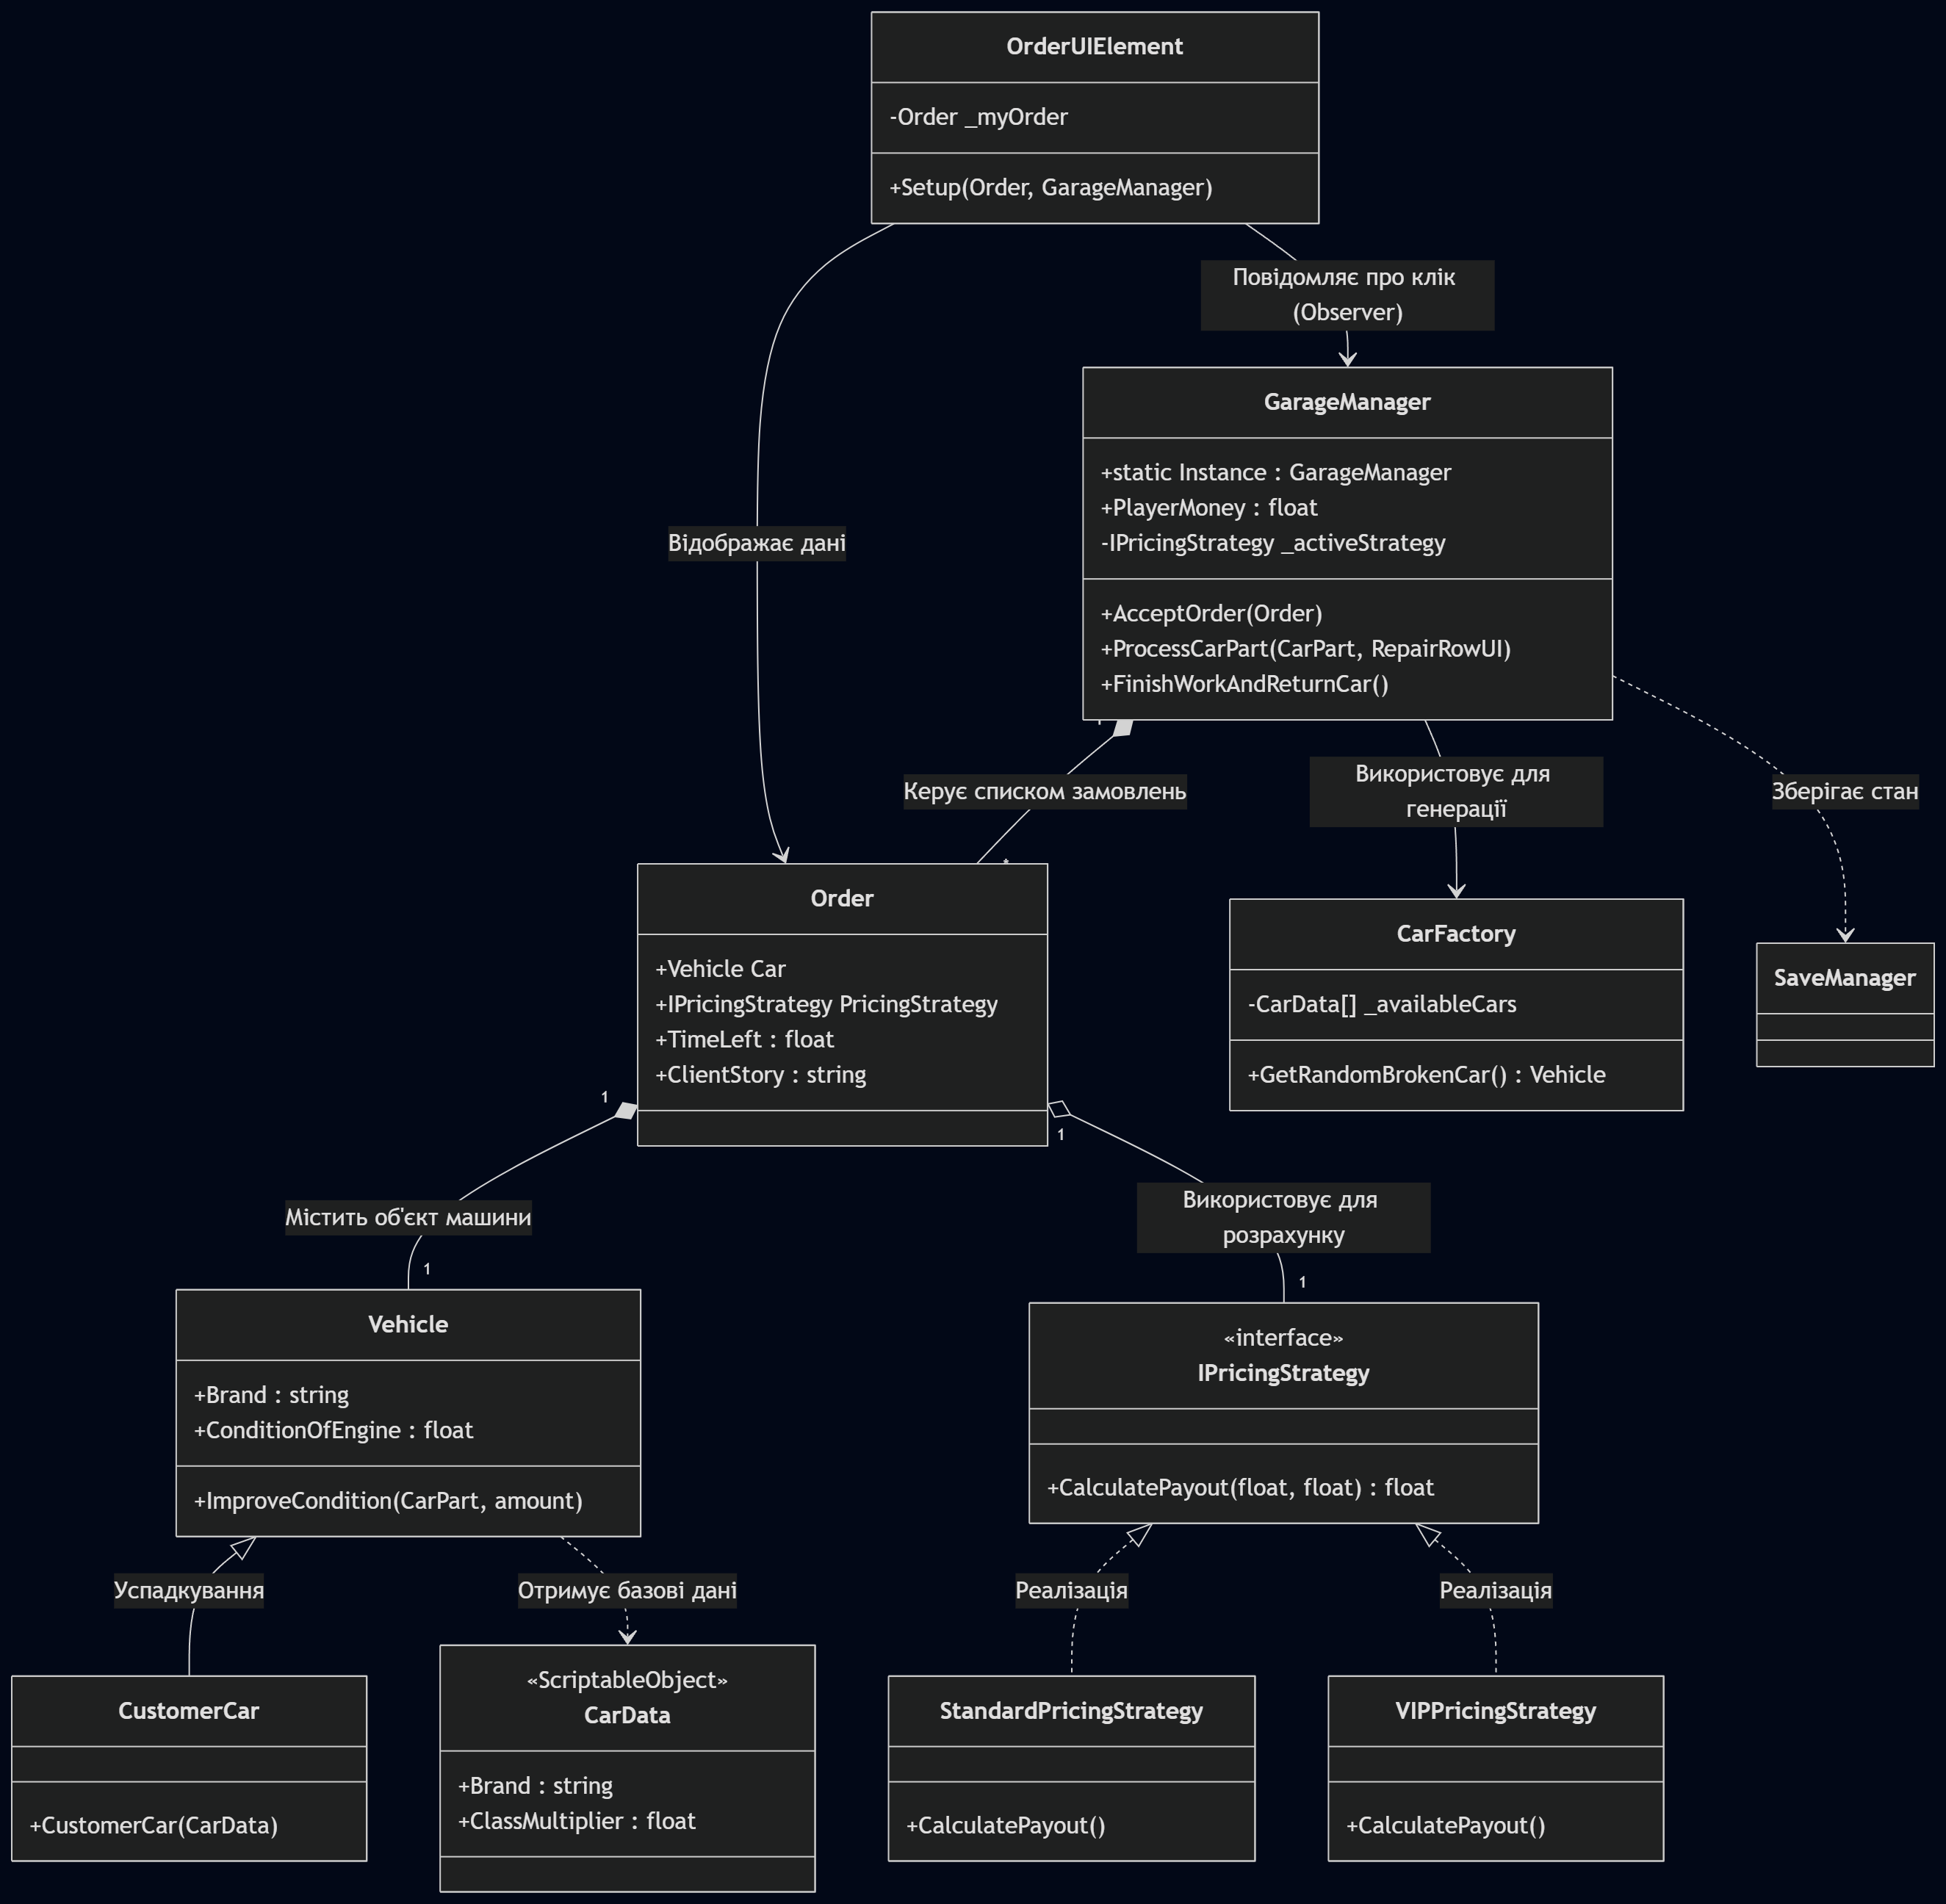 OrderUIElement
-Order _myOrder
+Setup(Order, GarageManager)
Повідомляє про клік
(Observer)
GarageManager
+static Instance : GarageManager
+PlayerMoney : float
-IPricingStrategy _activeStrategy
+AcceptOrder(Order)
+ProcessCarPart(CarPart, RepairRowUI)
+FinishWorkAndReturnCar()
Відображає дані
Керує списком замовлень
*
Використовує для
генерації
Зберігає стан
Order
+Vehicle Car
+IPricingStrategy PricingStrategy
+TimeLeft : float
+ClientStory : string
CarFactory
-CarData[] _availableCars
+GetRandomBrokenCar() : Vehicle
SaveManager
1
1
Містить об'єкт машини
1
Використовує для
розрахунку
1
Vehicle
+Brand : string
+ConditionOfEngine : float
+ImproveCondition(CarPart, amount)
«interface»
IPricingStrategy
+CalculatePayout(float, float) : float
Успадкування
Отримує базові дані
Реалізація
Реалізація
CustomerCar
+CustomerCar(CarData)
«ScriptableObject»
CarData
+Brand : string
+ClassMultiplier : float
StandardPricingStrategy
+CalculatePayout()
VIPPricingStrategy
+CalculatePayout()